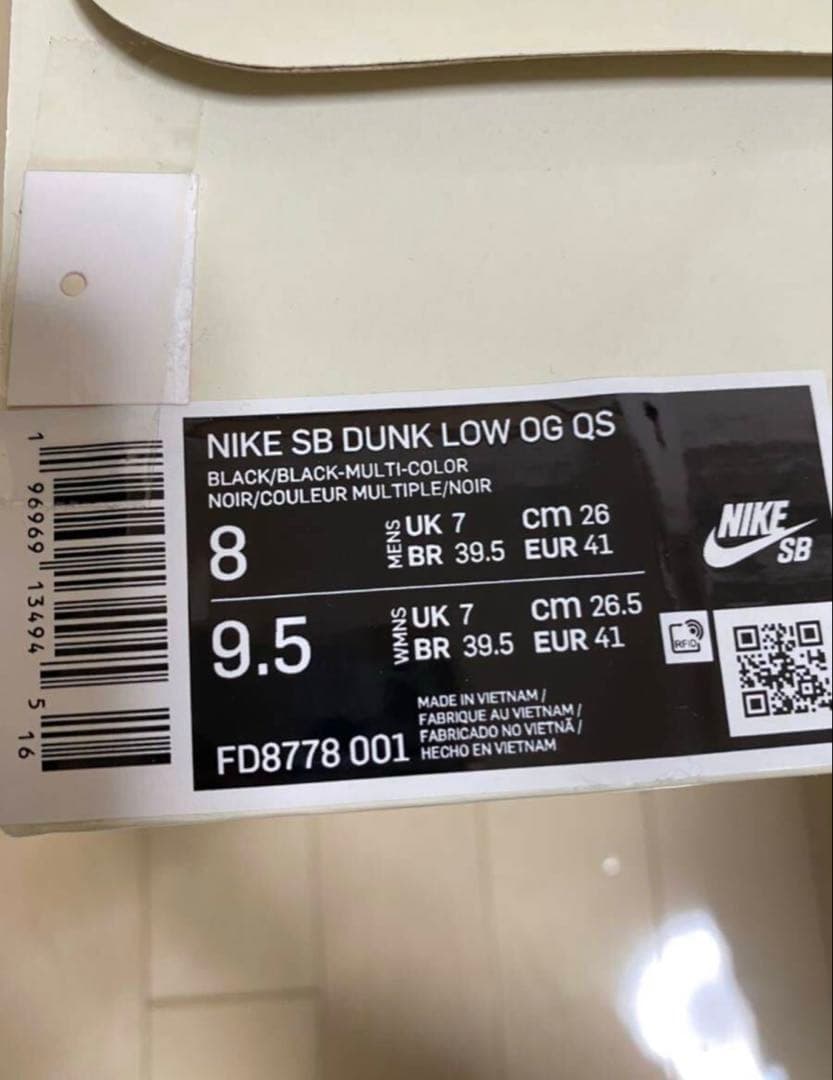 NIKE SB DUNK LOW OG QS
BLACK/BLACK-MULTI-COLOR
NOIR/COULEUR MULTIPLE/NOIR
8
MENS
UK 7 cm 26
BR 39.5 EUR 41
9.5
WMNS
UK 7 cm 26.5
BR 39.5 EUR 41
MADE IN VIETNAM /
FABRIQUE AU VIETNAM /
FABRICADO NO VIETNÃ /
HECHO EN VIETNAM
FD8778 001
NIKE
SB
RFID
1 96969 13494 5 16